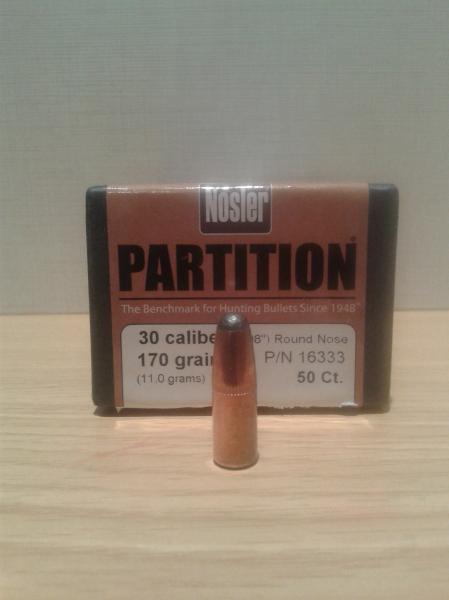 Nosler
PARTITION®
The Benchmark for Hunting Bullets Since 1948™
30 calibe 8") Round Nose
170 grai P/N 16333
(11.0 grams) 50 Ct.